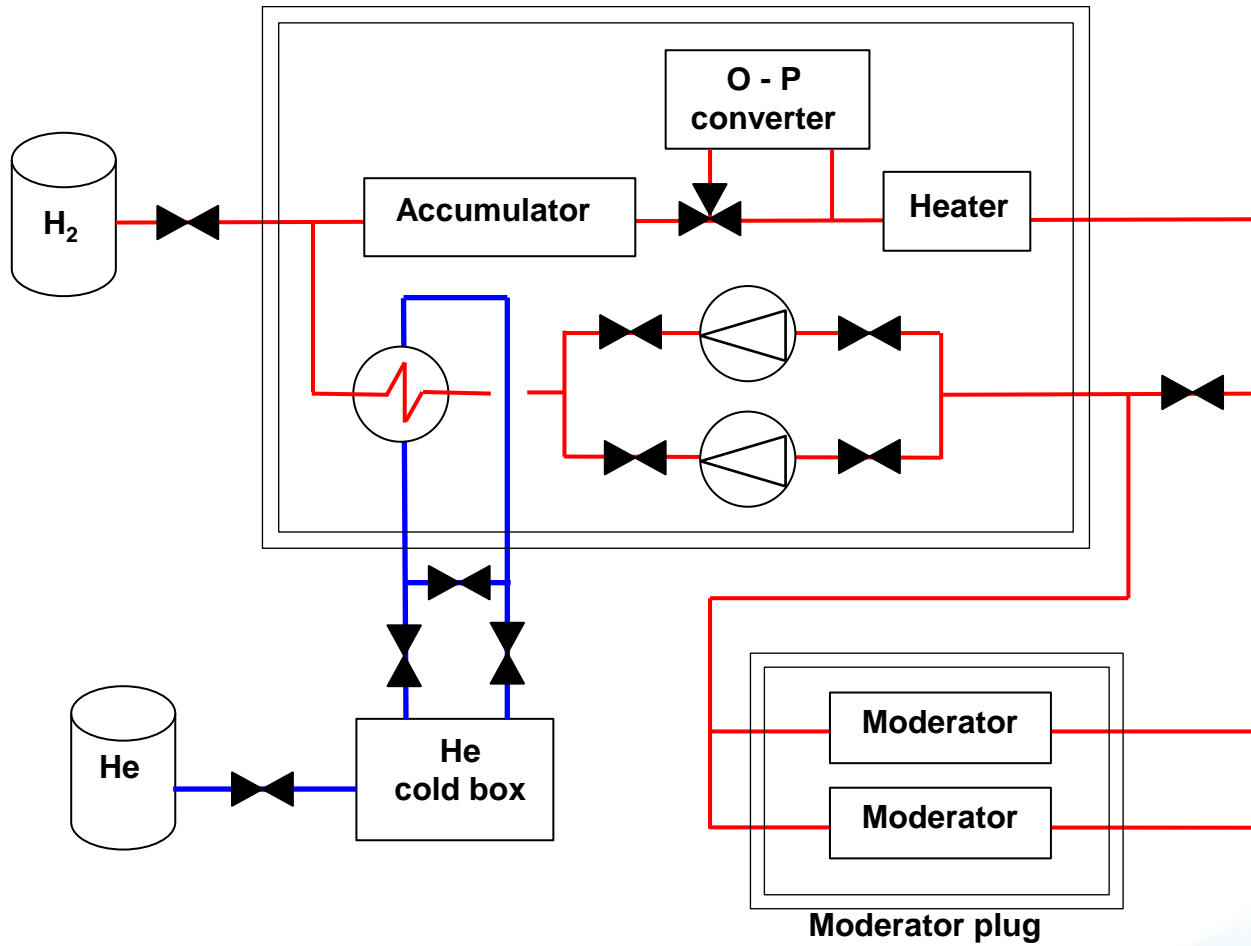 O - P
converter
H₂
Accumulator
Heater
He
He
cold box
Moderator
Moderator
Moderator plug